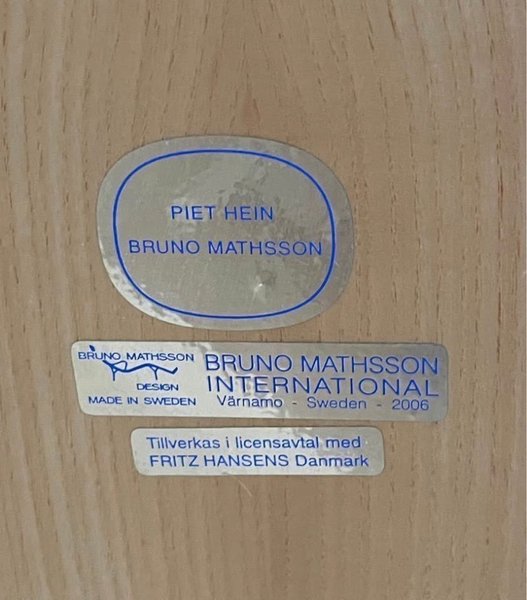 PIET HEIN
BRUNO MATHSSON
BRUNO MATHSSON
DESIGN
MADE IN SWEDEN
BRUNO MATHSSON
INTERNATIONAL
Värnamo - Sweden - 2006
Tillverkas i licensavtal med
FRITZ HANSENS Danmark